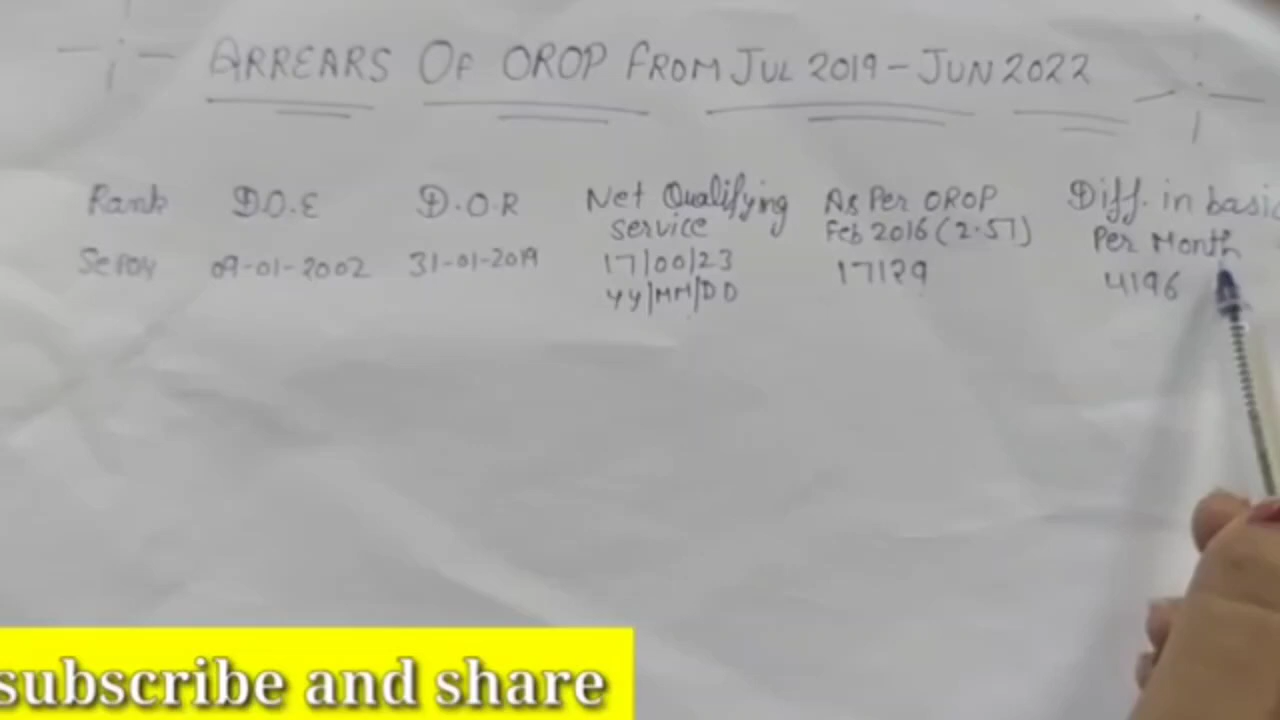 ARREARS OF OROP FROM JUL 2019 - JUN 2022
Rank D.O.E D.O.R Net Qualifying service As Per OROP Feb 2016 (2.57) Diff. in basic Per Month
Sepoy 09-01-2002 31-01-2019 17/00/23 17129 4196
YY/MM/DD
subscribe and share